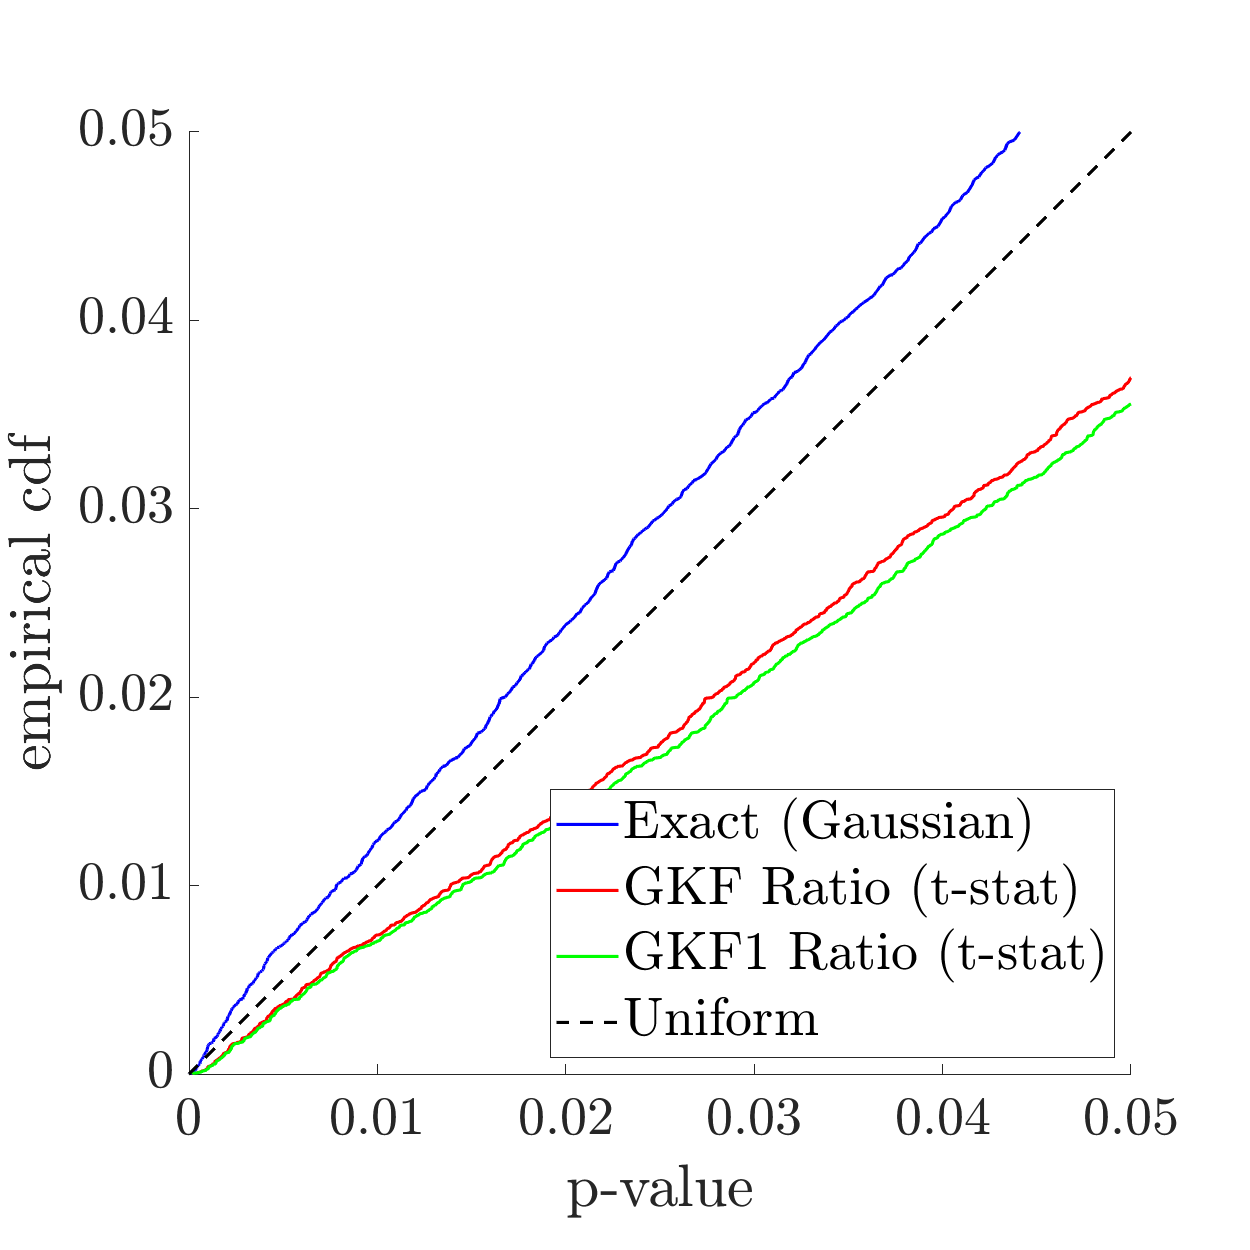 0.05
0.04
0.03
0.02
0.01
0
empirical cdf
Exact (Gaussian)
GKF Ratio (t-stat)
GKF1 Ratio (t-stat)
Uniform
0 0.01 0.02 0.03 0.04 0.05
p-value